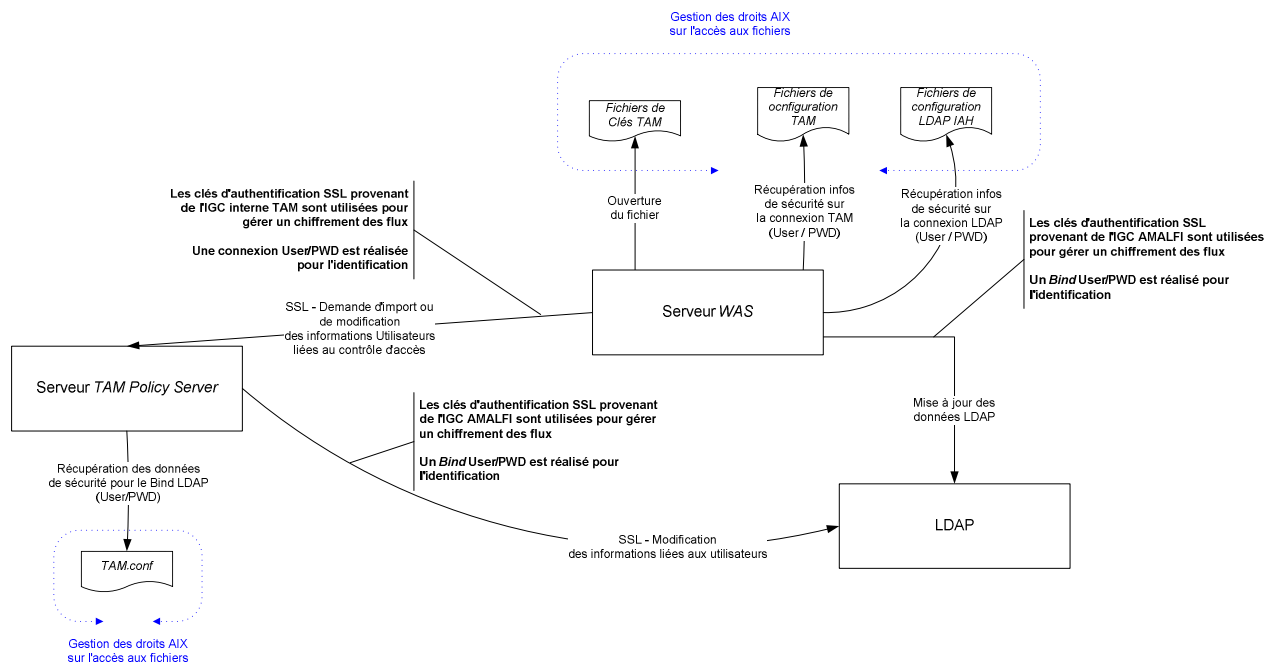 Gestion des droits AIX
sur l'accès aux fichiers
Fichiers de
Clés TAM
Fichiers de
ocnfiguration
TAM
Fichiers de
configuration
LDAP IAH
Les clés d'authentification SSL provenant
de l'IGC interne TAM sont utilisées pour
gérer un chiffrement des flux
Une connexion User/PWD est réalisée
pour l'identification
Ouverture
du fichier
Récupération infos
de sécurité sur
la connexion TAM
(User / PWD)
Récupération infos
de sécurité sur
la connexion LDAP
(User / PWD)
Les clés d'authentification SSL
provenant de l'IGC AMALFI sont utilisées
pour gérer un chiffrement des flux
Un Bind User/PWD est réalisé pour
l'identification
SSL - Demande d'import ou
de modification
des informations Utilisateurs
liées au contrôle d'accès
Serveur WAS
Serveur TAM Policy Server
Les clés d'authentification SSL provenant
de l'IGC AMALFI sont utilisées pour gérer
un chiffrement des flux
Un Bind User/PWD est réalisé pour
l'identification
Mise à jour des
données LDAP
Récupération des données
de sécurité pour le Bind LDAP
(User/PWD)
LDAP
SSL - Modification
des informations liées aux utilisateurs
TAM.conf
Gestion des droits AIX
sur l'accès aux fichiers